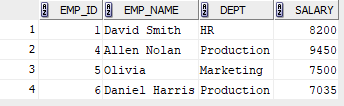 EMP_ID EMP_NAME DEPT SALARY
1 1 David Smith HR 8200
2 4 Allen Nolan Production 9450
3 5 Olivia Marketing 7500
4 6 Daniel Harris Production 7035